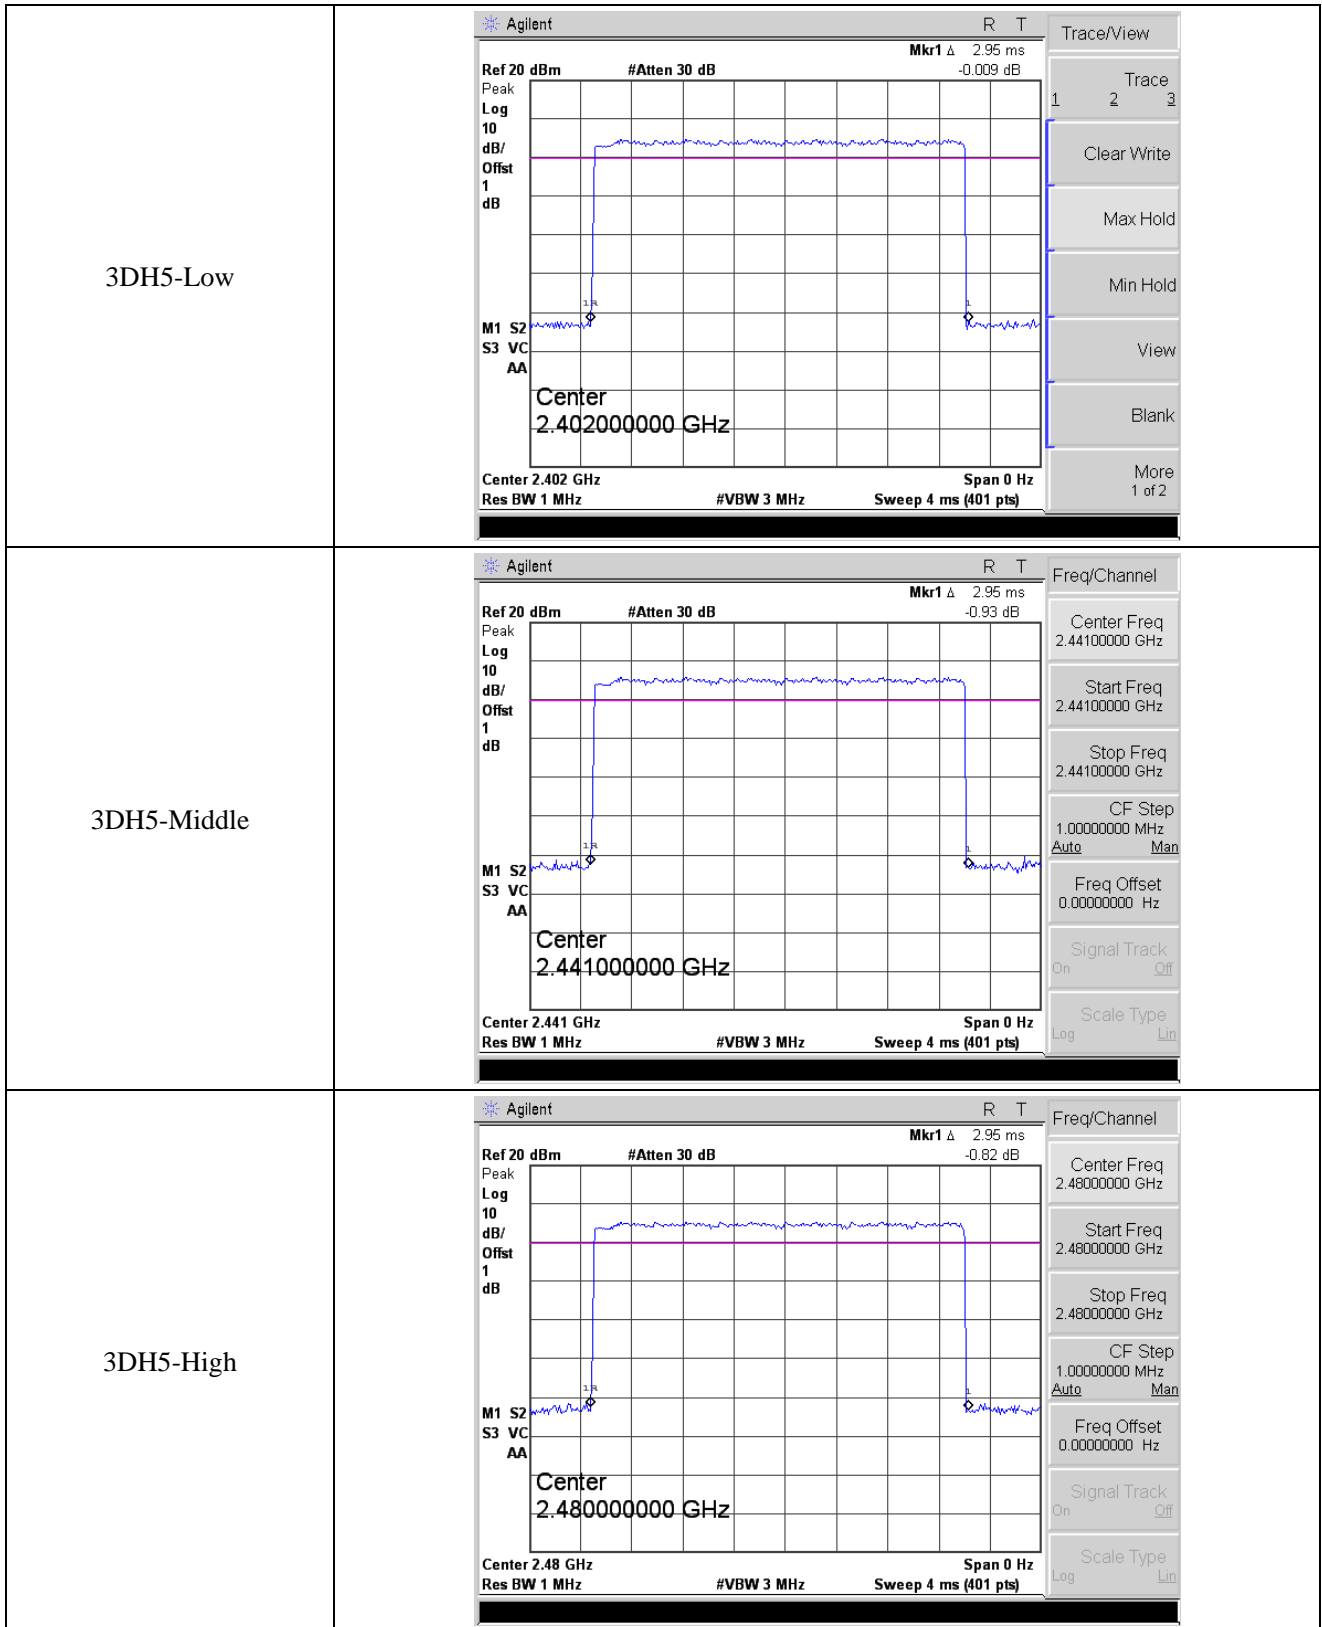 3DH5-Low
Agilent R T
Mkr1 Δ 2.95 ms
Ref 20 dBm #Atten 30 dB -0.009 dB
Peak
Log
10
dB/
Offst
1
dB
1R 1
M1 S2
S3 VC
AA
Center
2.402000000 GHz
Center 2.402 GHz Span 0 Hz
Res BW 1 MHz #VBW 3 MHz Sweep 4 ms (401 pts)
Trace/View
Trace
1 2 3
Clear Write
Max Hold
Min Hold
View
Blank
More
1 of 2
3DH5-Middle
Agilent R T
Mkr1 Δ 2.95 ms
Ref 20 dBm #Atten 30 dB -0.93 dB
Peak
Log
10
dB/
Offst
1
dB
1R 1
M1 S2
S3 VC
AA
Center
2.441000000 GHz
Center 2.441 GHz Span 0 Hz
Res BW 1 MHz #VBW 3 MHz Sweep 4 ms (401 pts)
Freq/Channel
Center Freq
2.44100000 GHz
Start Freq
2.44100000 GHz
Stop Freq
2.44100000 GHz
CF Step
1.00000000 MHz
Auto Man
Freq Offset
0.00000000 Hz
Signal Track
On Off
Scale Type
Log Lin
3DH5-High
Agilent R T
Mkr1 Δ 2.95 ms
Ref 20 dBm #Atten 30 dB -0.82 dB
Peak
Log
10
dB/
Offst
1
dB
1R 1
M1 S2
S3 VC
AA
Center
2.480000000 GHz
Center 2.48 GHz Span 0 Hz
Res BW 1 MHz #VBW 3 MHz Sweep 4 ms (401 pts)
Freq/Channel
Center Freq
2.48000000 GHz
Start Freq
2.48000000 GHz
Stop Freq
2.48000000 GHz
CF Step
1.00000000 MHz
Auto Man
Freq Offset
0.00000000 Hz
Signal Track
On Off
Scale Type
Log Lin